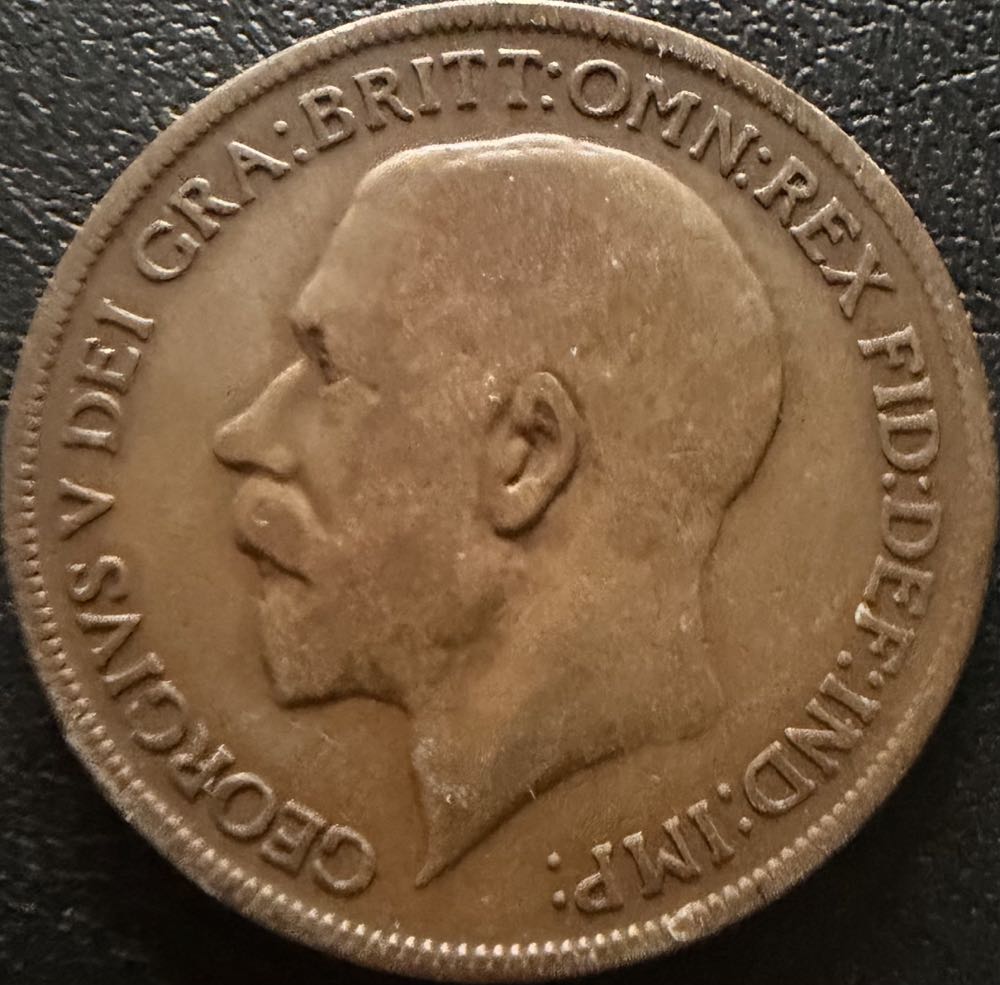 GEORGIVS V DEI GRA: BRITT: OMN: REX FID: DEF: IND: IMP: